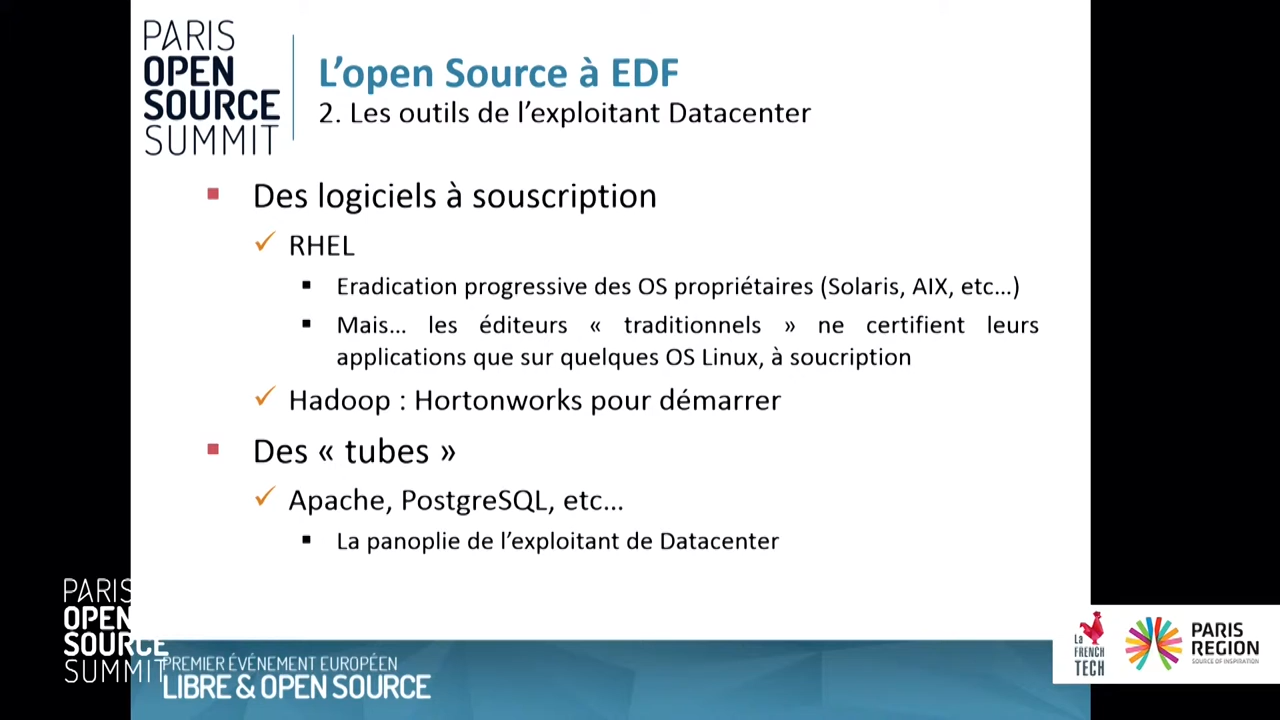 PARIS
OPEN
SOURCE
SUMMIT
L’open Source à EDF
2. Les outils de l’exploitant Datacenter
Des logiciels à souscription
RHEL
Eradication progressive des OS propriétaires (Solaris, AIX, etc…)
Mais… les éditeurs « traditionnels » ne certifient leurs
applications que sur quelques OS Linux, à soucription
Hadoop : Hortonworks pour démarrer
Des « tubes »
Apache, PostgreSQL, etc…
La panoplie de l’exploitant de Datacenter
PARIS
OPEN
SOURCE
SUMMIT
PREMIER ÉVÉNEMENT EUROPÉEN
LIBRE & OPEN SOURCE
La
FRENCH
TECH
PARIS
REGION
SOURCE OF INSPIRATION